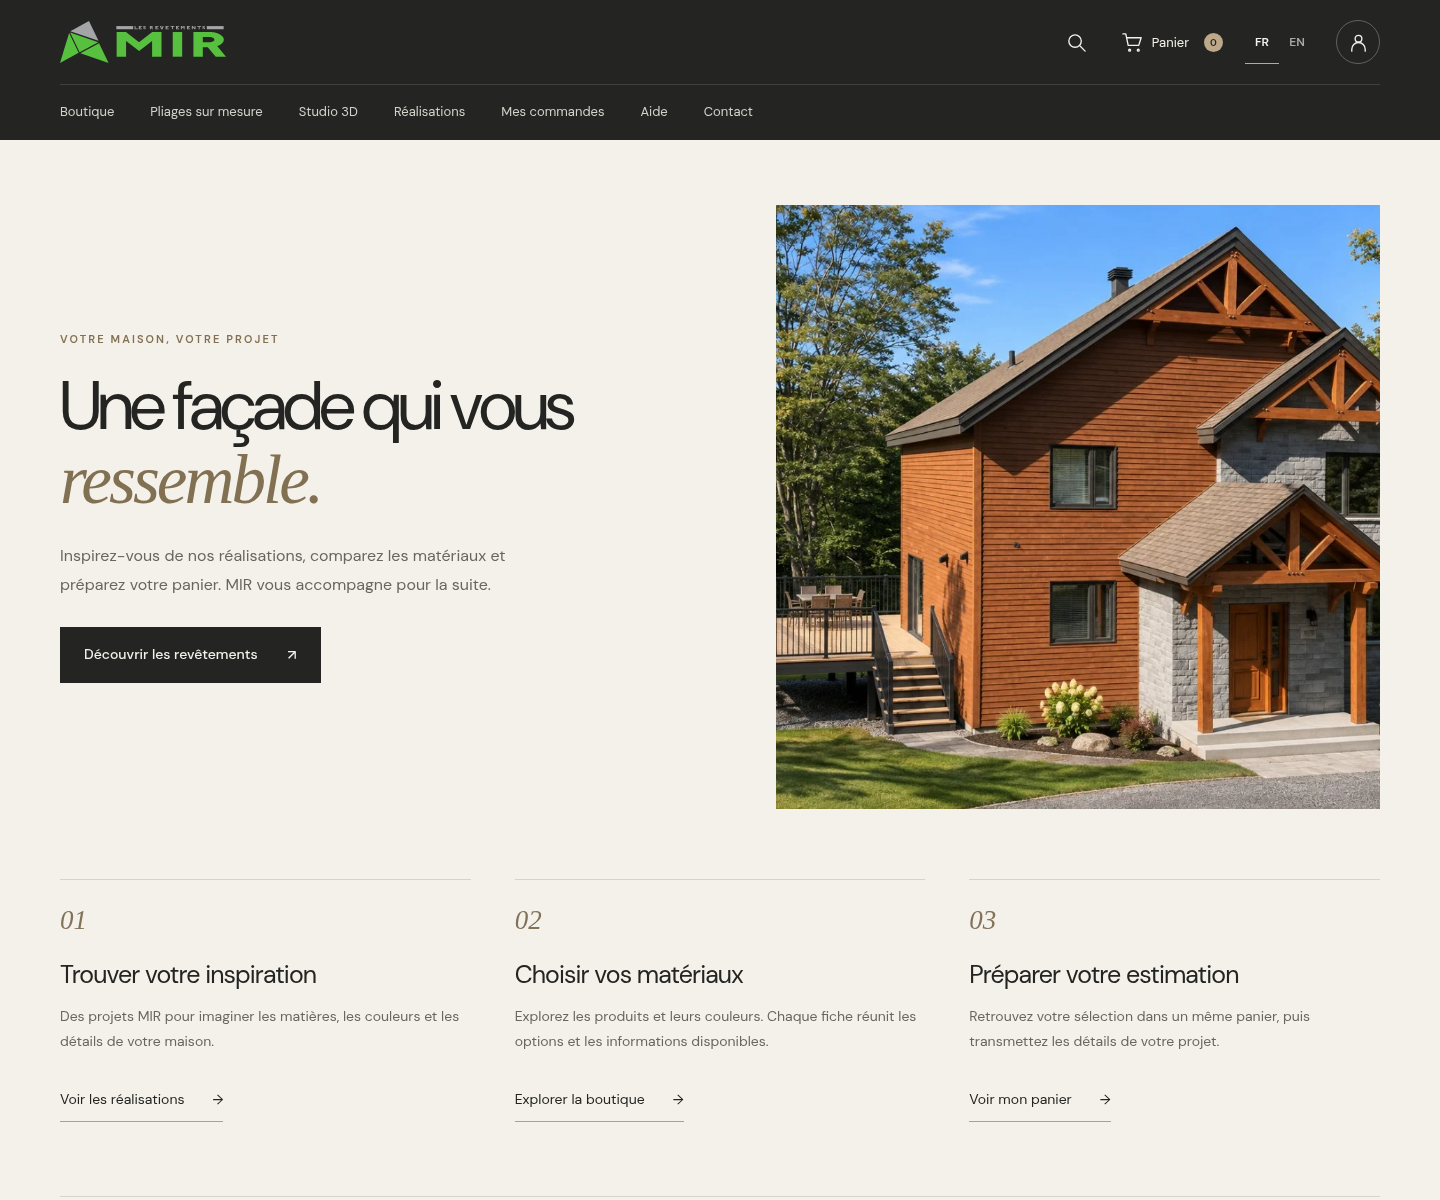 LES REVÊTEMENTS
MIR
Panier 0 FR EN
Boutique Pliages sur mesure Studio 3D Réalisations Mes commandes Aide Contact
VOTRE MAISON, VOTRE PROJET
Une façade qui vous
ressemble.
Inspirez-vous de nos réalisations, comparez les matériaux et
préparez votre panier. MIR vous accompagne pour la suite.
Découvrir les revêtements
01
Trouver votre inspiration
Des projets MIR pour imaginer les matières, les couleurs et les
détails de votre maison.
Voir les réalisations
02
Choisir vos matériaux
Explorez les produits et leurs couleurs. Chaque fiche réunit les
options et les informations disponibles.
Explorer la boutique
03
Préparer votre estimation
Retrouvez votre sélection dans un même panier, puis
transmettez les détails de votre projet.
Voir mon panier